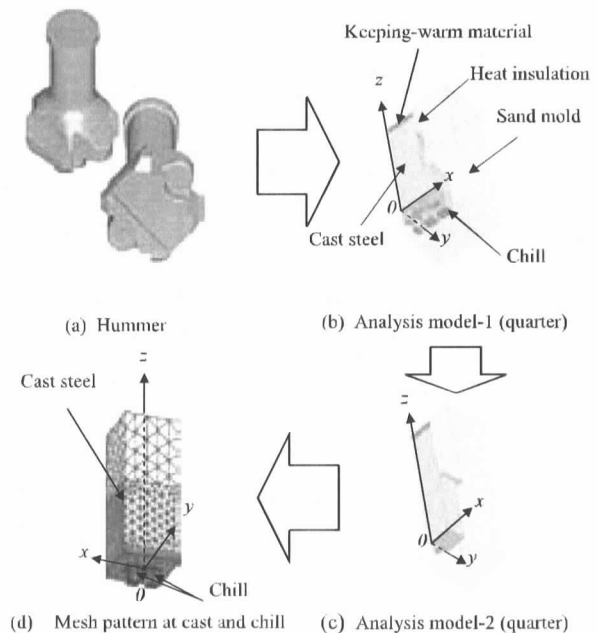 Keeping-warm material
z
Heat insulation
Sand mold
x
0
Cast steel
y
Chill
(a) Hummer
(b) Analysis model-1 (quarter)
z
Cast steel
z
y
x
x
0
Chill
0
y
(d) Mesh pattern at cast and chill
(c) Analysis model-2 (quarter)